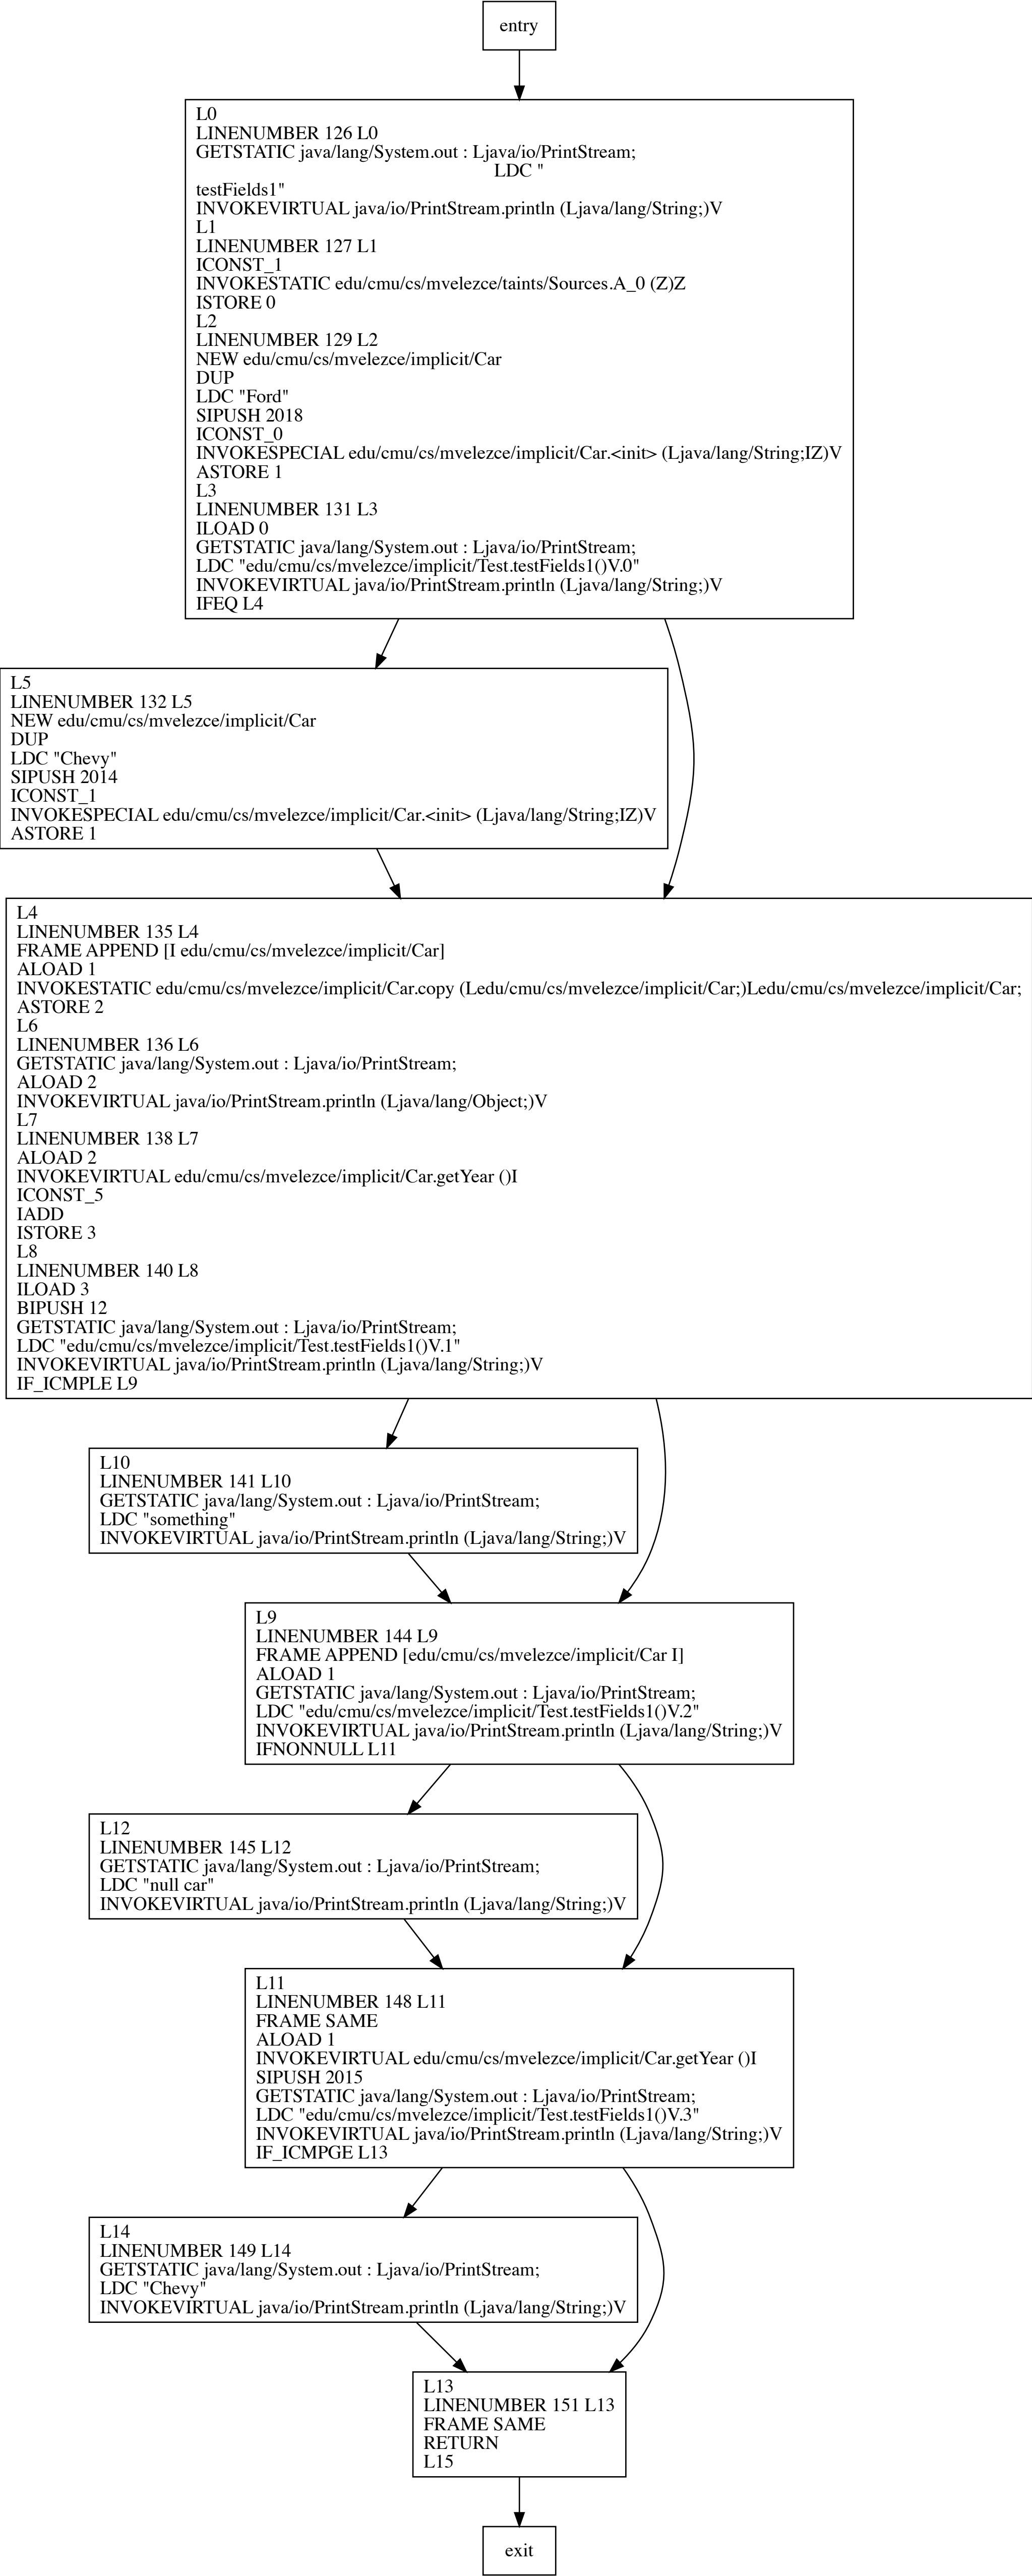 entry
L0
LINENUMBER 126 L0
GETSTATIC java/lang/System.out : Ljava/io/PrintStream;
LDC "
testFields1"
INVOKEVIRTUAL java/io/PrintStream.println (Ljava/lang/String;)V
L1
LINENUMBER 127 L1
ICONST_1
INVOKESTATIC edu/cmu/cs/mvelezce/taints/Sources.A_0 (Z)Z
ISTORE 0
L2
LINENUMBER 129 L2
NEW edu/cmu/cs/mvelezce/implicit/Car
DUP
LDC "Ford"
SIPUSH 2018
ICONST_0
INVOKESPECIAL edu/cmu/cs/mvelezce/implicit/Car.<init> (Ljava/lang/String;IZ)V
ASTORE 1
L3
LINENUMBER 131 L3
ILOAD 0
GETSTATIC java/lang/System.out : Ljava/io/PrintStream;
LDC "edu/cmu/cs/mvelezce/implicit/Test.testFields1()V.0"
INVOKEVIRTUAL java/io/PrintStream.println (Ljava/lang/String;)V
IFEQ L4
L5
LINENUMBER 132 L5
NEW edu/cmu/cs/mvelezce/implicit/Car
DUP
LDC "Chevy"
SIPUSH 2014
ICONST_1
INVOKESPECIAL edu/cmu/cs/mvelezce/implicit/Car.<init> (Ljava/lang/String;IZ)V
ASTORE 1
L4
LINENUMBER 135 L4
FRAME APPEND [I edu/cmu/cs/mvelezce/implicit/Car]
ALOAD 1
INVOKESTATIC edu/cmu/cs/mvelezce/implicit/Car.copy (Ledu/cmu/cs/mvelezce/implicit/Car;)Ledu/cmu/cs/mvelezce/implicit/Car;
ASTORE 2
L6
LINENUMBER 136 L6
GETSTATIC java/lang/System.out : Ljava/io/PrintStream;
ALOAD 2
INVOKEVIRTUAL java/io/PrintStream.println (Ljava/lang/Object;)V
L7
LINENUMBER 138 L7
ALOAD 2
INVOKEVIRTUAL edu/cmu/cs/mvelezce/implicit/Car.getYear ()I
ICONST_5
IADD
ISTORE 3
L8
LINENUMBER 140 L8
ILOAD 3
BIPUSH 12
GETSTATIC java/lang/System.out : Ljava/io/PrintStream;
LDC "edu/cmu/cs/mvelezce/implicit/Test.testFields1()V.1"
INVOKEVIRTUAL java/io/PrintStream.println (Ljava/lang/String;)V
IF_ICMPLE L9
L10
LINENUMBER 141 L10
GETSTATIC java/lang/System.out : Ljava/io/PrintStream;
LDC "something"
INVOKEVIRTUAL java/io/PrintStream.println (Ljava/lang/String;)V
L9
LINENUMBER 144 L9
FRAME APPEND [edu/cmu/cs/mvelezce/implicit/Car I]
ALOAD 1
GETSTATIC java/lang/System.out : Ljava/io/PrintStream;
LDC "edu/cmu/cs/mvelezce/implicit/Test.testFields1()V.2"
INVOKEVIRTUAL java/io/PrintStream.println (Ljava/lang/String;)V
IFNONNULL L11
L12
LINENUMBER 145 L12
GETSTATIC java/lang/System.out : Ljava/io/PrintStream;
LDC "null car"
INVOKEVIRTUAL java/io/PrintStream.println (Ljava/lang/String;)V
L11
LINENUMBER 148 L11
FRAME SAME
ALOAD 1
INVOKEVIRTUAL edu/cmu/cs/mvelezce/implicit/Car.getYear ()I
SIPUSH 2015
GETSTATIC java/lang/System.out : Ljava/io/PrintStream;
LDC "edu/cmu/cs/mvelezce/implicit/Test.testFields1()V.3"
INVOKEVIRTUAL java/io/PrintStream.println (Ljava/lang/String;)V
IF_ICMPGE L13
L14
LINENUMBER 149 L14
GETSTATIC java/lang/System.out : Ljava/io/PrintStream;
LDC "Chevy"
INVOKEVIRTUAL java/io/PrintStream.println (Ljava/lang/String;)V
L13
LINENUMBER 151 L13
FRAME SAME
RETURN
L15
exit